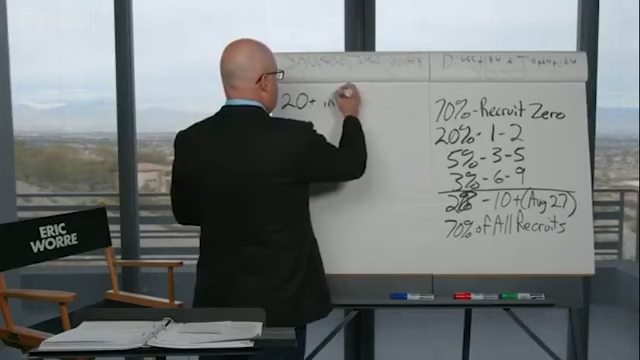 20+ in
70%-Recruit Zero
20%-1-2
5%-3-5
3%-6-9
2%-10+(Avg 27)
70% of All Recruits
ERIC
WORRE